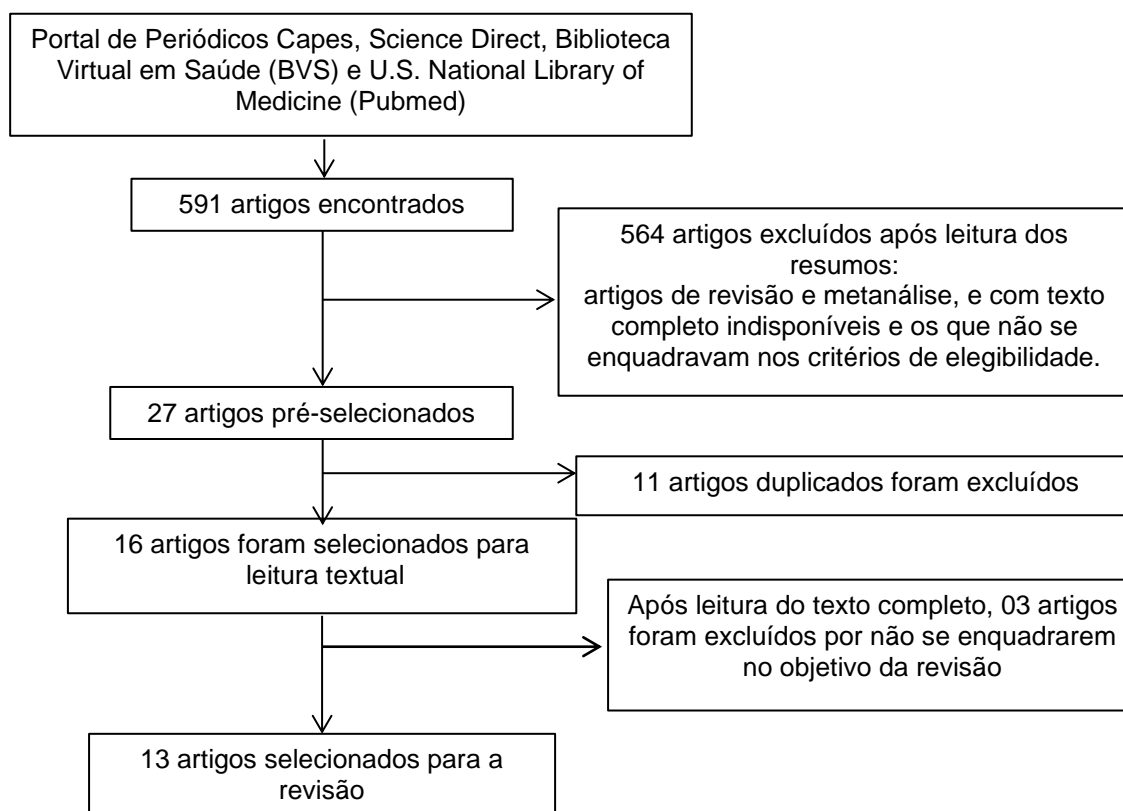 Portal de Periódicos Capes, Science Direct, Biblioteca
Virtual em Saúde (BVS) e U.S. National Library of
Medicine (Pubmed)
591 artigos encontrados
564 artigos excluídos após leitura dos
resumos:
artigos de revisão e metanálise, e com texto
completo indisponíveis e os que não se
enquadravam nos critérios de elegibilidade.
27 artigos pré-selecionados
11 artigos duplicados foram excluídos
16 artigos foram selecionados para
leitura textual
Após leitura do texto completo, 03 artigos
foram excluídos por não se enquadrarem
no objetivo da revisão
13 artigos selecionados para a
revisão